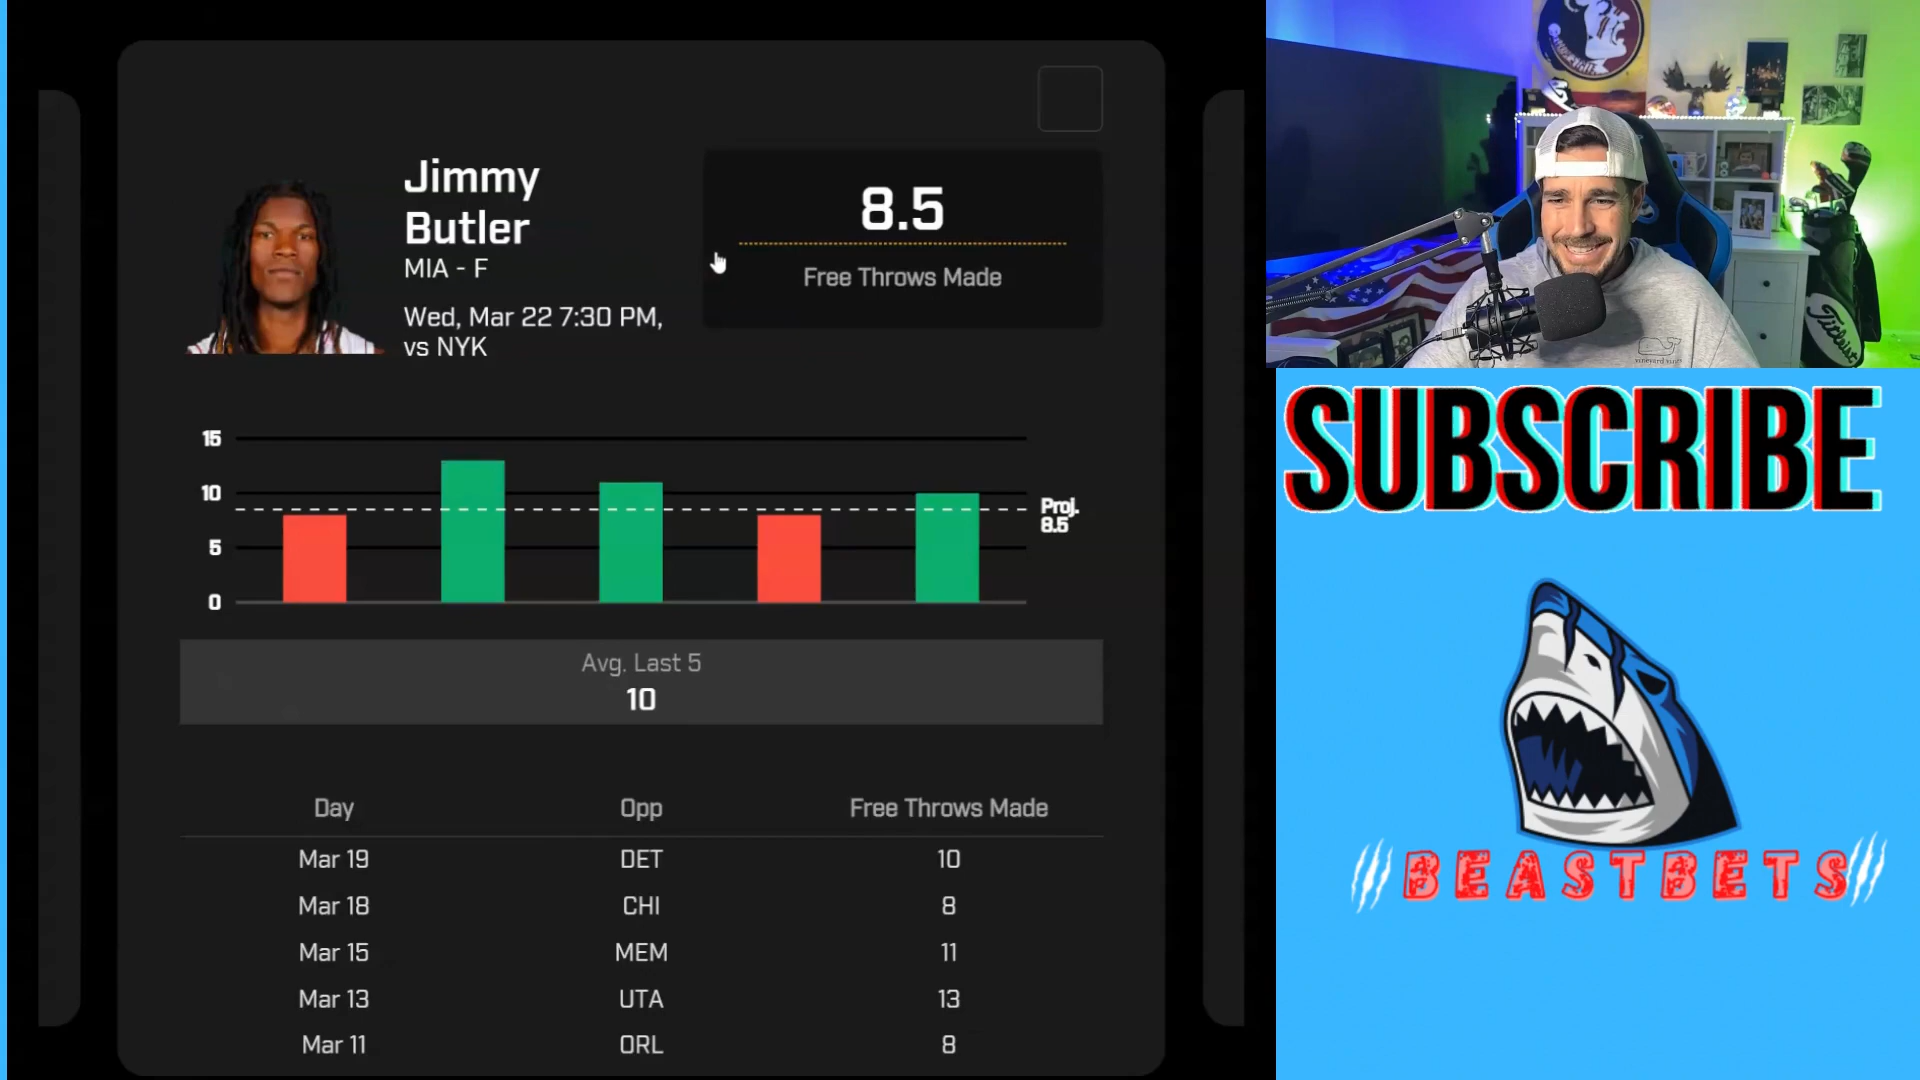 Jimmy
Butler
MIA - F
Wed, Mar 22 7:30 PM,
vs NYK
8.5
Free Throws Made
15
10
5
0
Proj.
8.5
Avg. Last 5
10
Day Opp Free Throws Made
Mar 19 DET 10
Mar 18 CHI 8
Mar 15 MEM 11
Mar 13 UTA 13
Mar 11 ORL 8
Titleist
SUBSCRIBE
BEASTBETS